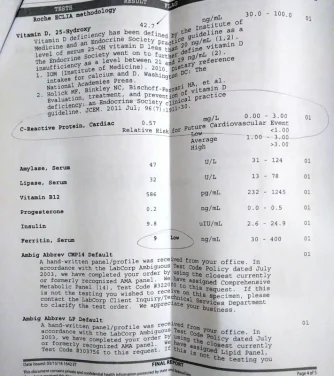 TESTS RESULT FLAG
Roche ECLIA methodology
Vitamin D, 25-Hydroxy 42.7 ng/mL 30.0 - 100.0 01
Vitamin D deficiency has been defined by the Institute of
Medicine and an Endocrine Society practice guideline as a
level of serum 25-OH vitamin D less than 20 ng/mL (1,2).
The Endocrine Society went on to further define vitamin D
insufficiency as a level between 21 and 29 ng/mL (2).
1. IOM (Institute of Medicine). 2010. Dietary reference
intakes for calcium and D. Washington DC: The
National Academies Press.
2. Holick MF, Binkley NC, Bischoff-Ferrari HA, et al.
Evaluation, treatment, and prevention of vitamin D
deficiency: an Endocrine Society clinical practice
guideline. JCEM. 2011 Jul; 96(7):1911-30.
C-Reactive Protein, Cardiac 0.57 mg/L 0.00 - 3.00 01
Relative Risk for Future Cardiovascular Event
Low <1.00
Average 1.00 - 3.00
High >3.00
Amylase, Serum 47 U/L 31 - 124 01
Lipase, Serum 32 U/L 13 - 78 01
Vitamin B12 586 pg/mL 232 - 1245 01
Progesterone 0.2 ng/mL 0.0 - 0.5 01
Insulin 9.8 uIU/mL 2.6 - 24.9 01
Ferritin, Serum 9 Low ng/mL 30 - 400 01
Ambig Abbrev CMP14 Default 01
A hand-written panel/profile was received from your office. In
accordance with the LabCorp Ambiguous Test Code Policy dated July
2003, we have completed your order by using the closest currently
or formerly recognized AMA panel. We have assigned Comprehensive
Metabolic Panel (14), Test Code #322000 to this request. If this
is not the testing you wished to receive on this specimen, please
contact the LabCorp Client Inquiry/Technical Services Department
to clarify the test order. We appreciate your business.
Ambig Abbrev LP Default 01
A hand-written panel/profile was received from your office. In
accordance with the LabCorp Ambiguous Test Code Policy dated July
2003, we have completed your order by using the closest currently
or formerly recognized AMA panel. We have assigned Lipid Panel,
Test Code #303756 to this request. If this is not the testing you
FINAL REPORT
Page 4 of 5